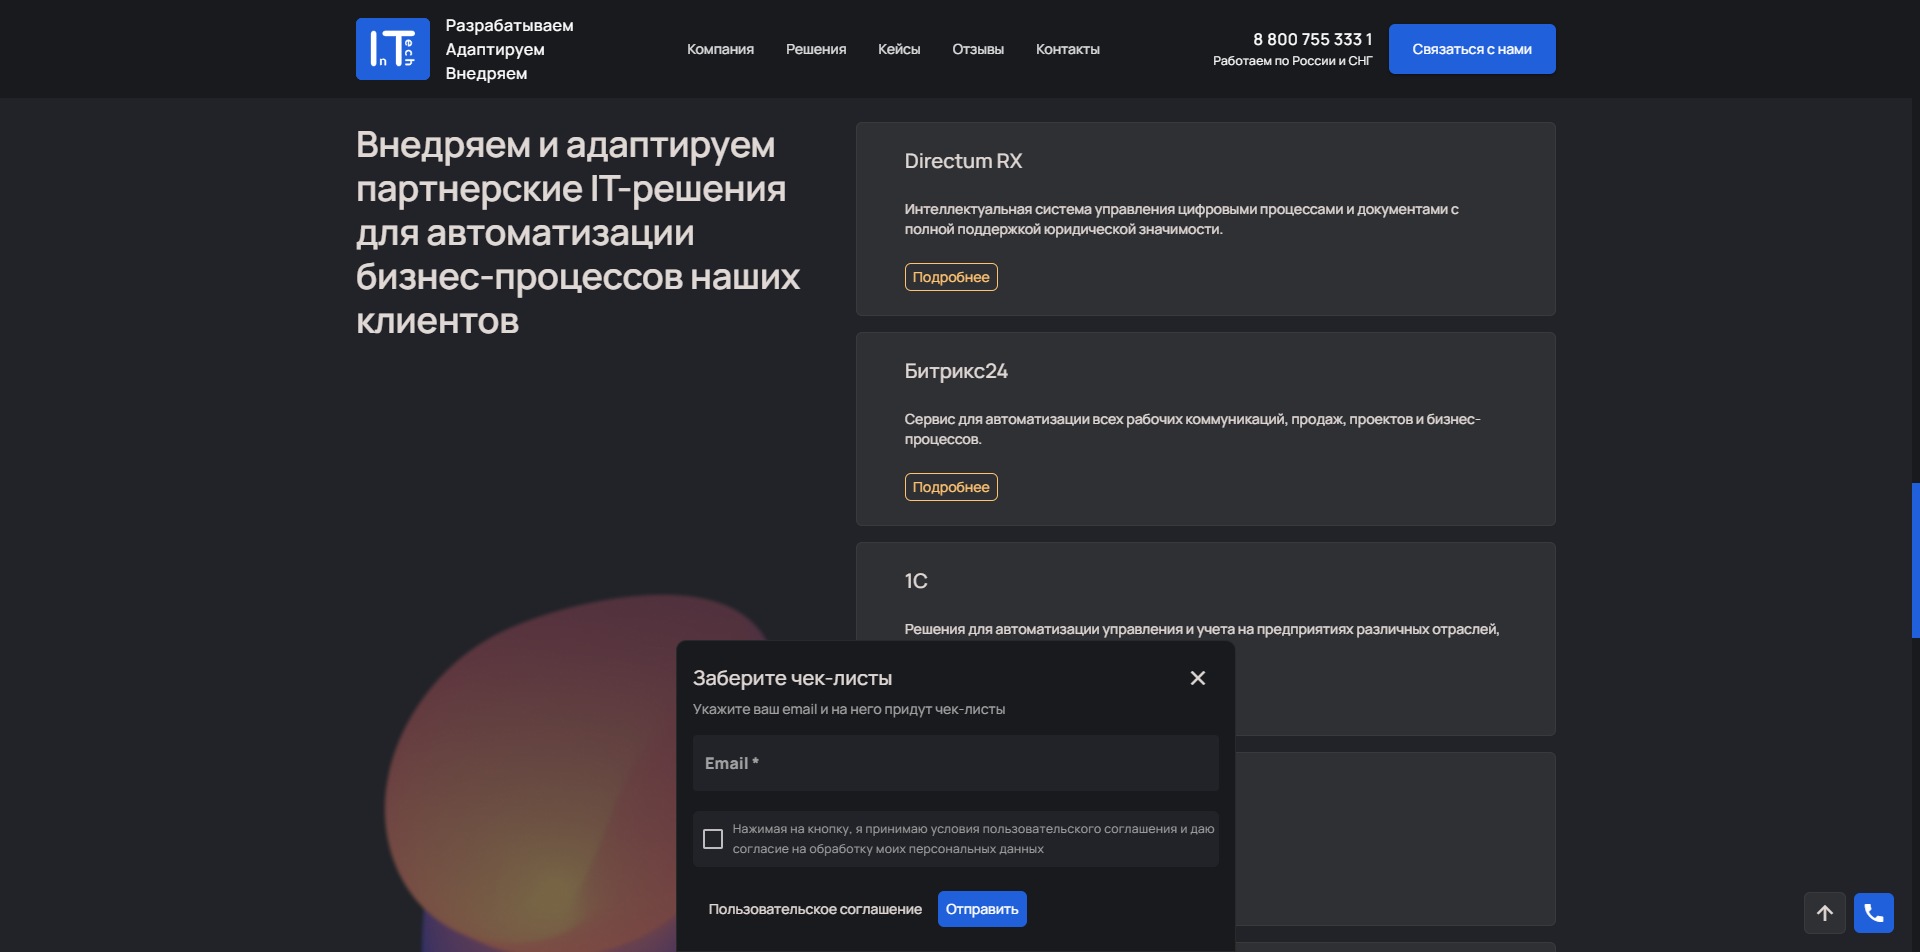 InTech
Разрабатываем
Адаптируем
Внедряем
Компания
Решения
Кейсы
Отзывы
Контакты
8 800 755 333 1
Работаем по России и СНГ
Связаться с нами
Внедряем и адаптируем
партнерские IT-решения
для автоматизации
бизнес-процессов наших
клиентов
Directum RX
Интеллектуальная система управления цифровыми процессами и документами с
полной поддержкой юридической значимости.
Подробнее
Битрикс24
Сервис для автоматизации всех рабочих коммуникаций, продаж, проектов и бизнес-
процессов.
Подробнее
1С
Решения для автоматизации управления и учета на предприятиях различных отраслей,
Заберите чек-листы
Укажите ваш email и на него придут чек-листы
Email *
Нажимая на кнопку, я принимаю условия пользовательского соглашения и даю
согласие на обработку моих персональных данных
Пользовательское соглашение
Отправить